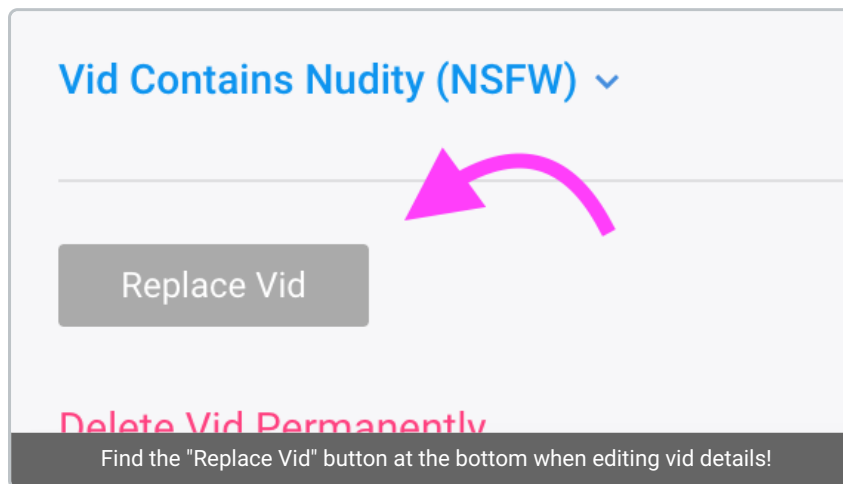 Vid Contains Nudity (NSFW)
Replace Vid
Delete Vid Permanently
Find the "Replace Vid" button at the bottom when editing vid details!